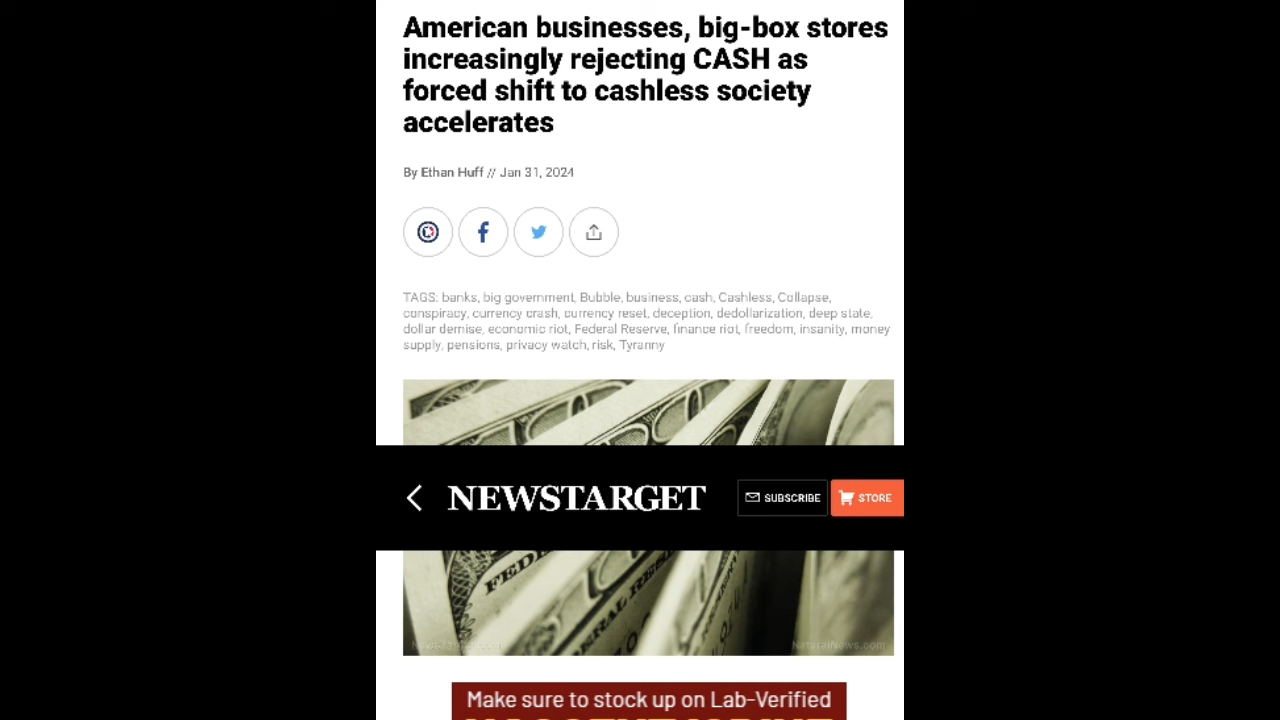 American businesses, big-box stores
increasingly rejecting CASH as
forced shift to cashless society
accelerates
By Ethan Huff // Jan 31, 2024
TAGS: banks, big government, Bubble, business, cash, Cashless, Collapse,
conspiracy, currency crash, currency reset, deception, dedollarization, deep state,
dollar demise, economic riot, Federal Reserve, finance riot, freedom, insanity, money
supply, pensions, privacy watch, risk, Tyranny
NEWSTARGET
SUBSCRIBE
STORE
NaturalNews.com
Make sure to stock up on Lab-Verified